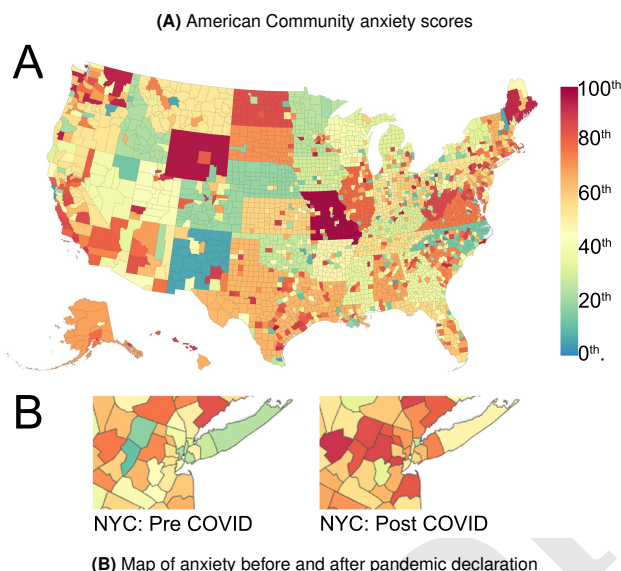 (A) American Community anxiety scores
A
100th
80th
60th
40th
20th
0th.
B
NYC: Pre COVID
NYC: Post COVID
(B) Map of anxiety before and after pandemic declaration